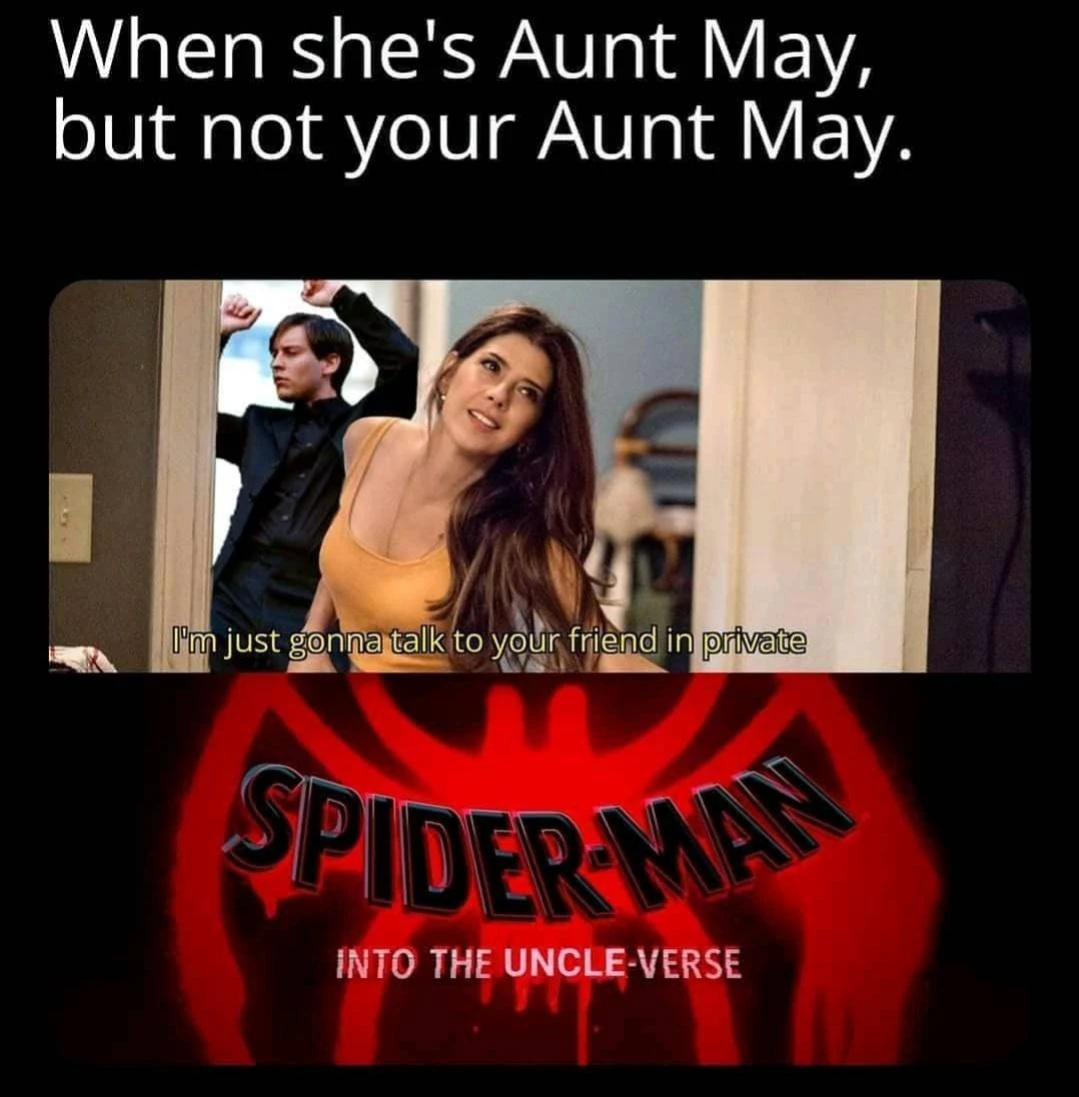 When she's Aunt May,
but not your Aunt May.
I'm just gonna talk to your friend in private
SPIDER-MAN
INTO THE UNCLE-VERSE